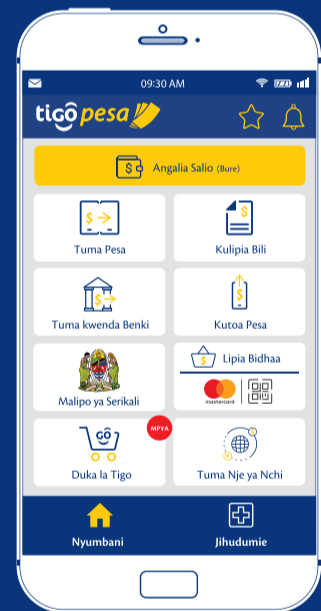 09:30 AM
tigo pesa
$ Angalia Salio (Bure)
$ $
Tuma Pesa Kulipia Bili
$ $
Tuma kwenda Benki Kutoa Pesa
$ Lipia Bidhaa
mastercard
Malipo ya Serikali
MPYA
GO
Duka la Tigo Tuma Nje ya Nchi
Nyumbani Jihudumie